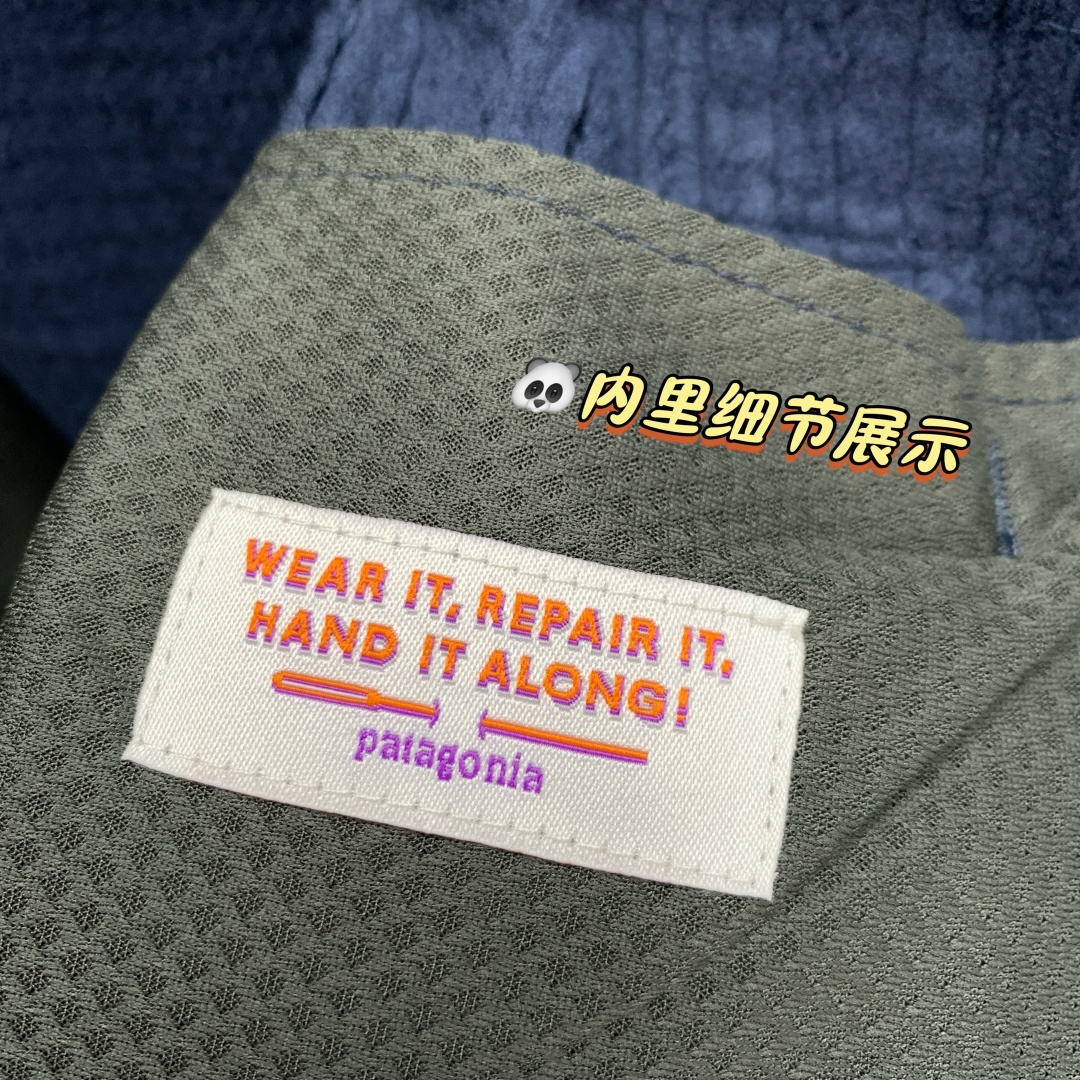 内里细节展示
WEAR IT, REPAIR IT,
HAND IT ALONG!
patagonia